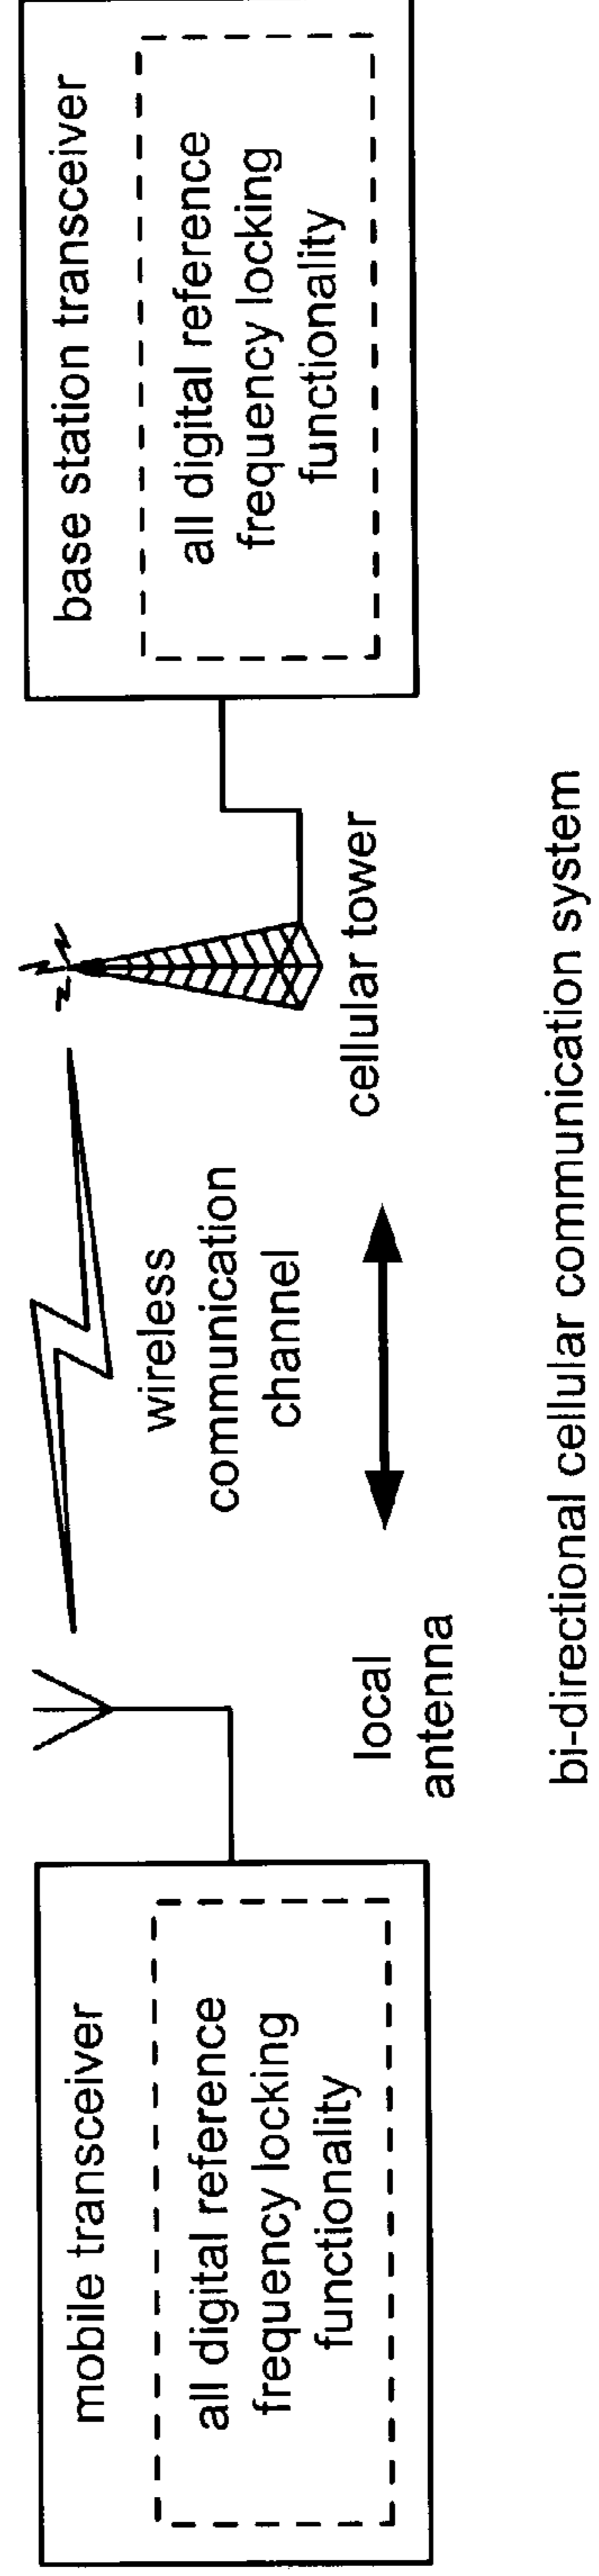 mobile transceiver
all digital reference
frequency locking
functionality
local
antenna
wireless
communication
channel
cellular tower
base station transceiver
all digital reference
frequency locking
functionality
bi-directional cellular communication system